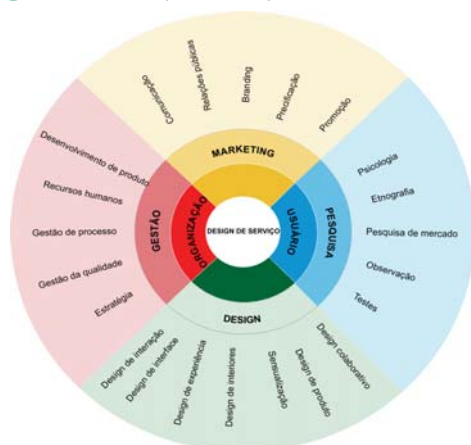 Comunicação
Relações públicas
Branding
Precificação
Promoção
MARKETING
Desenvolvimento de produto
Recursos humanos
Gestão de processo
Gestão da qualidade
Estratégia
GESTÃO
ORGANIZAÇÃO
DESIGN DE SERVIÇO
USUÁRIO
PESQUISA
Psicologia
Etnografia
Pesquisa de mercado
Observação
Testes
DESIGN
Design de interação
Design de interface
Design de experiência
Design de interiores
Sensualização
Design de produto
Design colaborativo